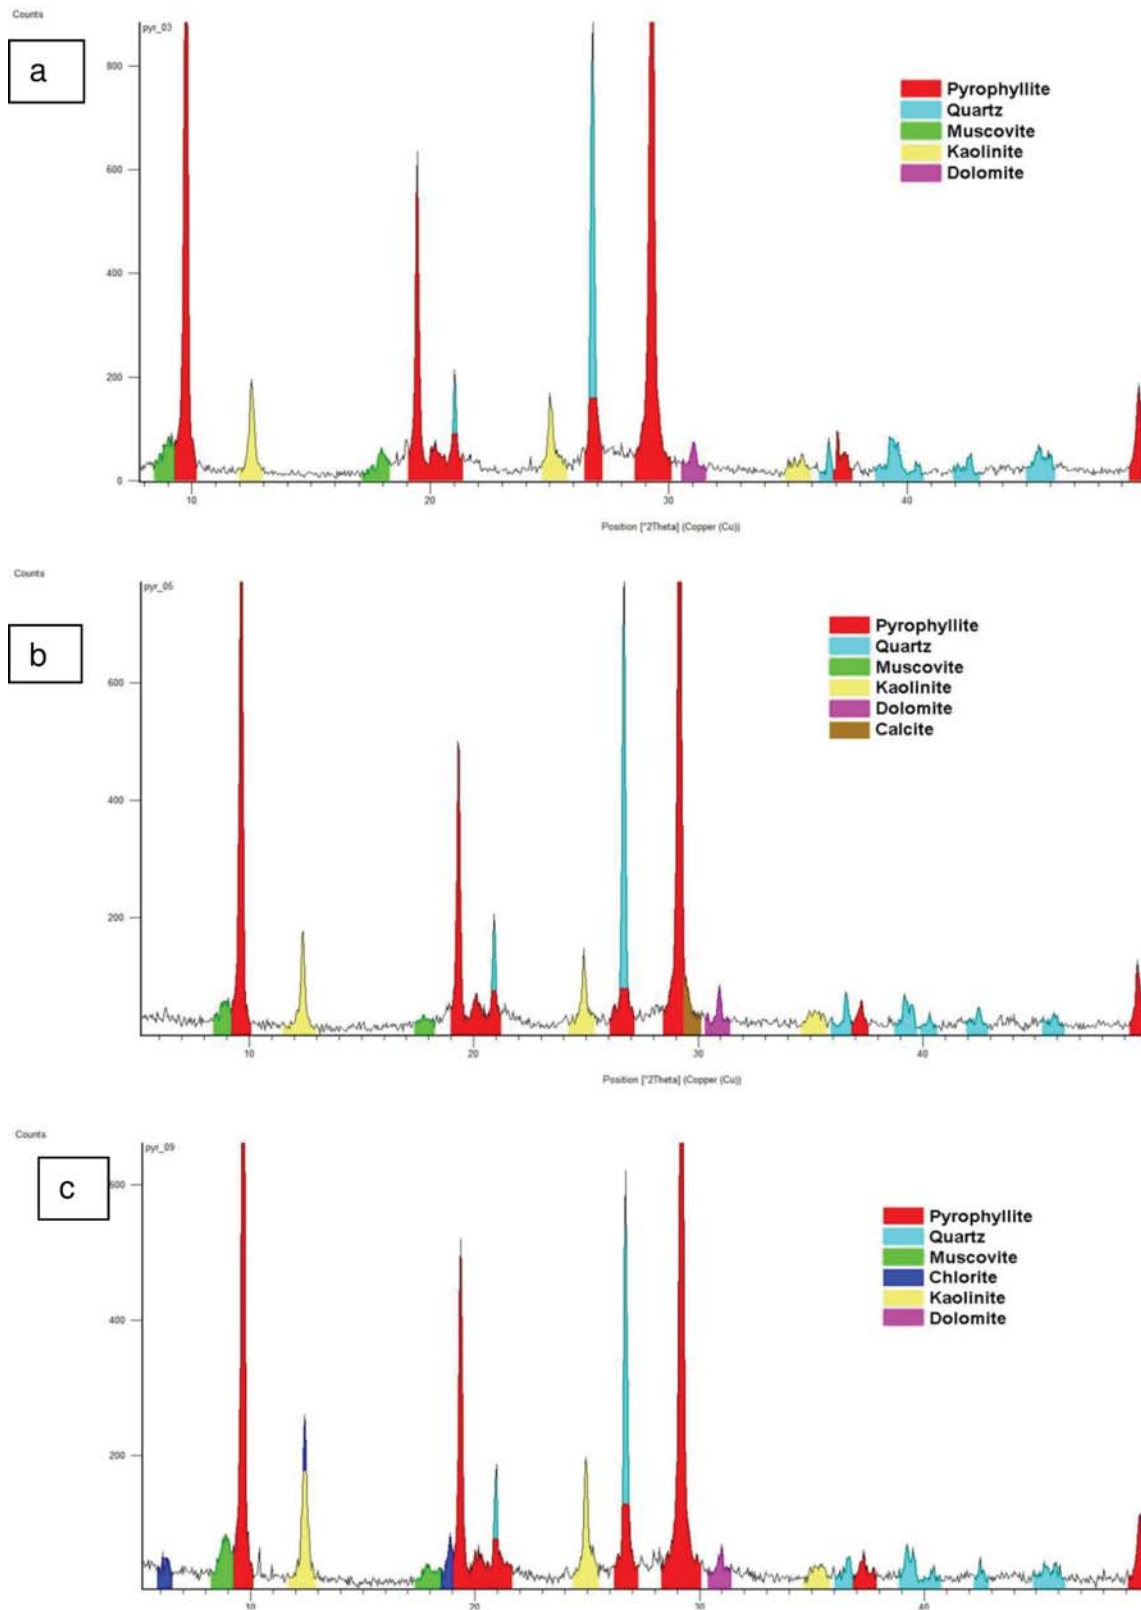 Counts
a
pyr_03
800
600
400
200
0
Pyrophyllite
Quartz
Muscovite
Kaolinite
Dolomite
10
20
30
40
Position [°2Theta] (Copper (Cu))
Counts
b
pyr_05
600
400
200
Pyrophyllite
Quartz
Muscovite
Kaolinite
Dolomite
Calcite
10
20
30
40
Position [°2Theta] (Copper (Cu))
Counts
c
pyr_09
600
400
200
Pyrophyllite
Quartz
Muscovite
Chlorite
Kaolinite
Dolomite
10
20
30
40